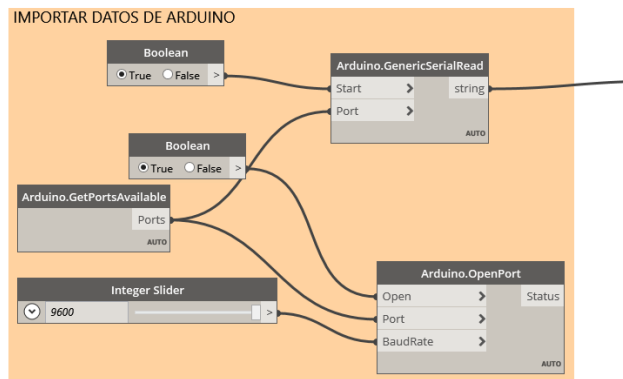 IMPORTAR DATOS DE ARDUINO
Boolean
True False >
Arduino.GenericSerialRead
Start > string
Port >
AUTO
Boolean
True False >
Arduino.GetPortsAvailable
Ports
AUTO
Integer Slider
9600 >
Arduino.OpenPort
Open > Status
Port >
BaudRate >
AUTO